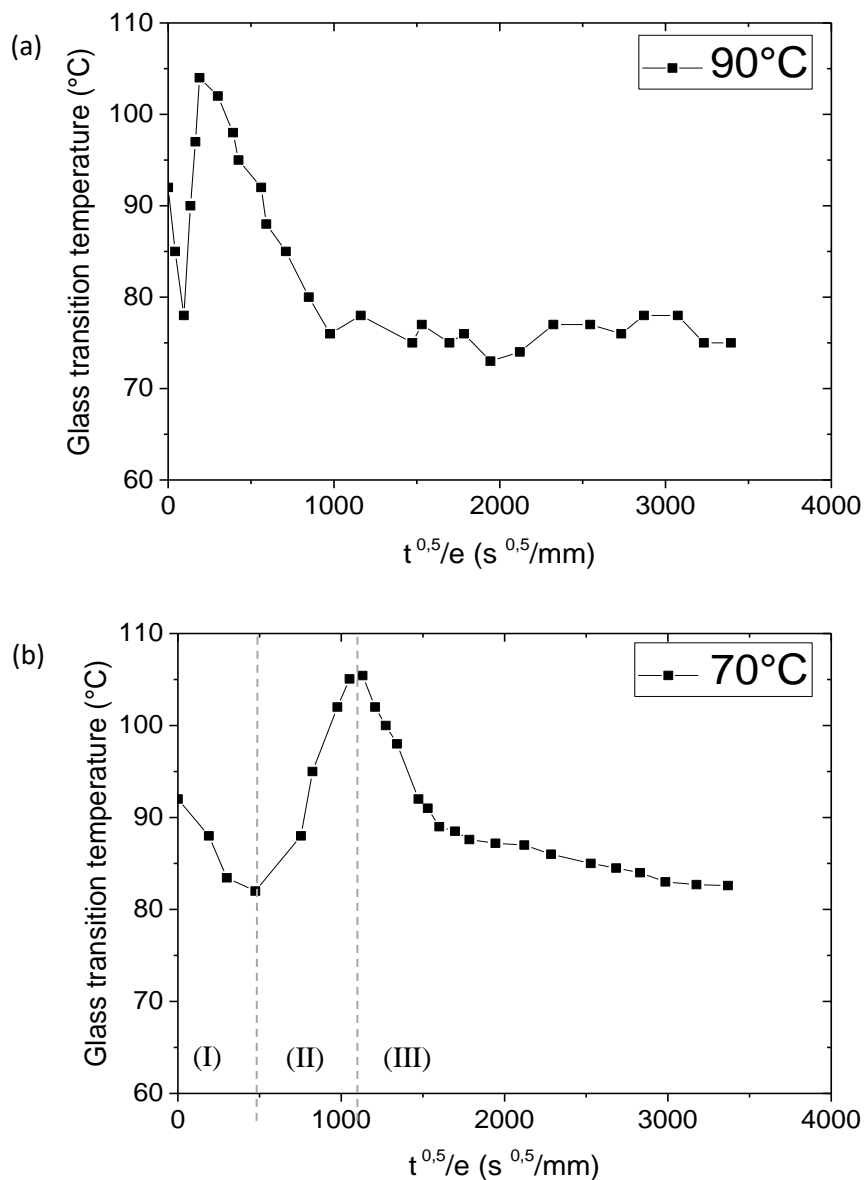 (a)
110
100
90
80
70
60
Glass transition temperature (°C)
90°C
0
1000
2000
3000
4000
t 0,5/e (s 0,5/mm)
(b)
110
100
90
80
70
60
Glass transition temperature (°C)
70°C
(I)
(II)
(III)
0
1000
2000
3000
4000
t 0,5/e (s 0,5/mm)